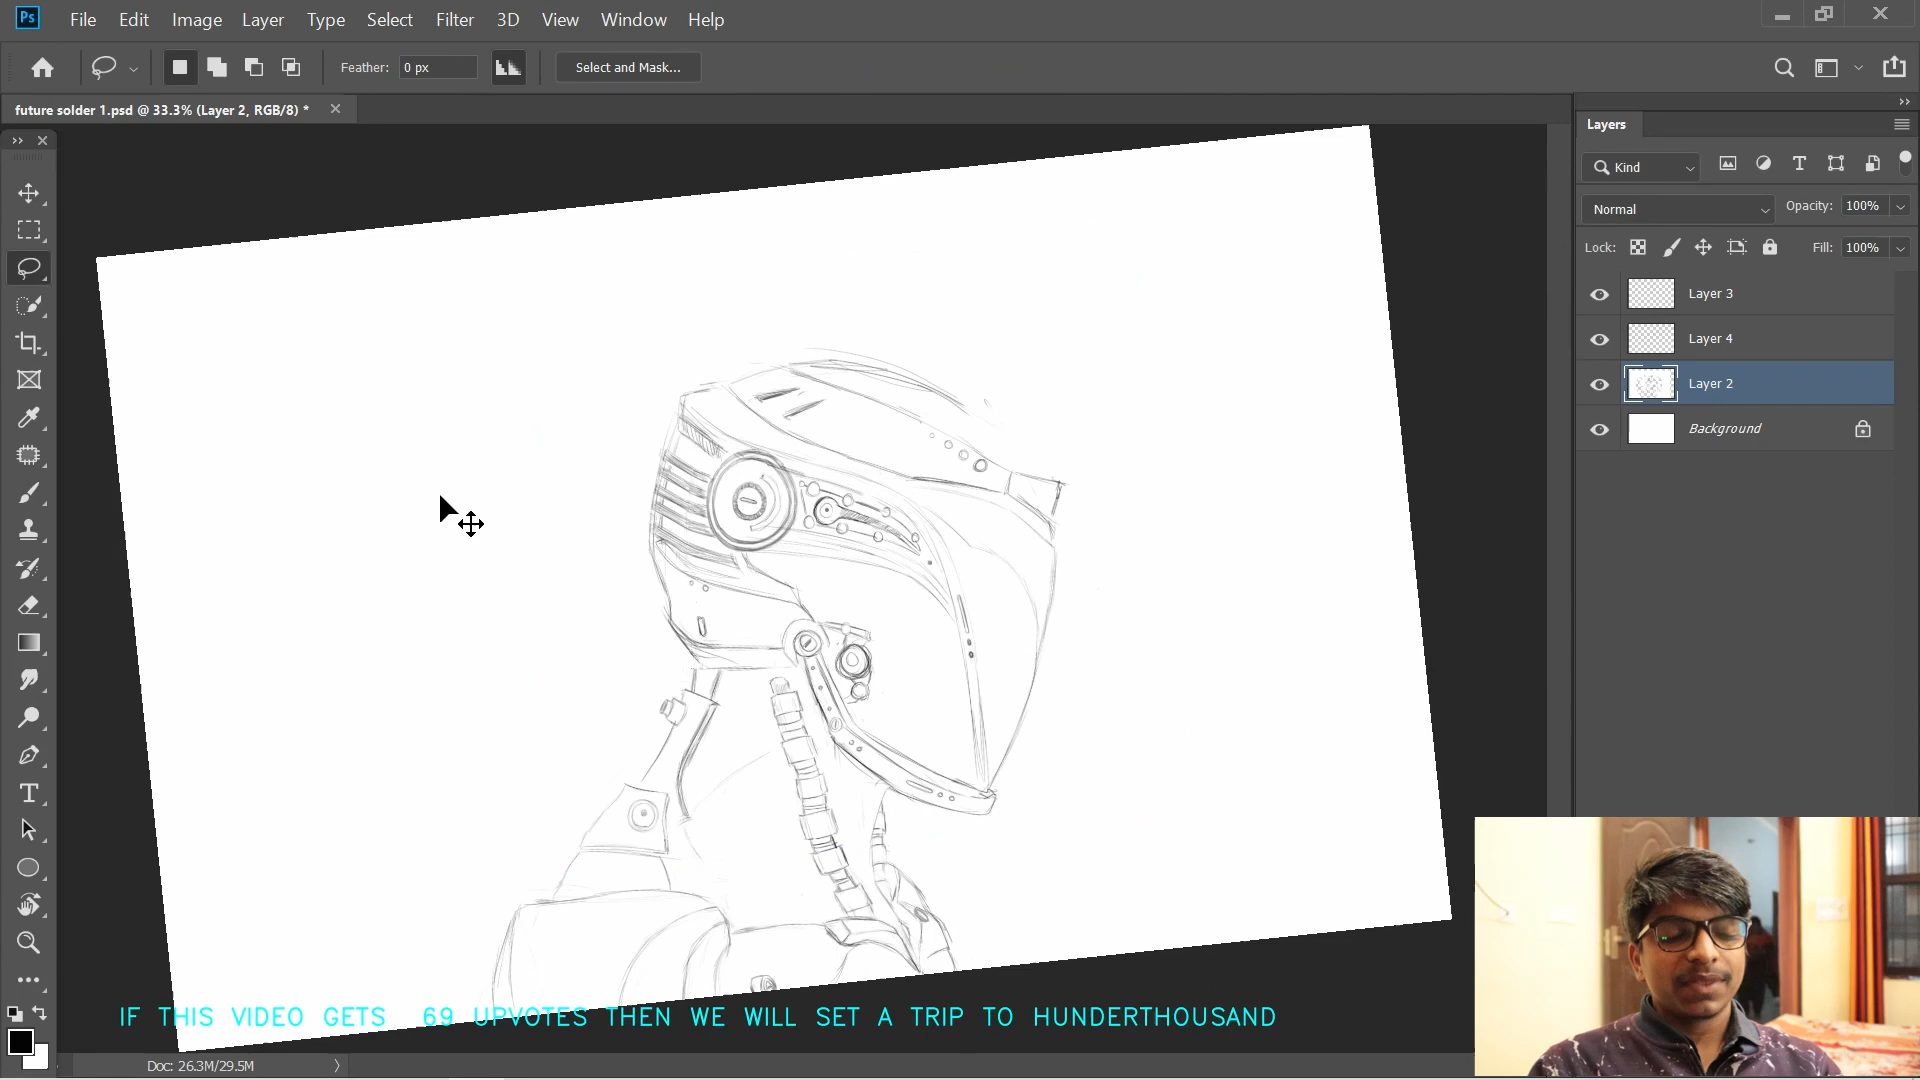 Ps File Edit Image Layer Type Select Filter 3D View Window Help
Feather: 0 px Select and Mask...
future solder 1.psd @ 33.3% (Layer 2, RGB/8) *
Layers
Kind
Normal Opacity: 100%
Lock: Fill: 100%
Layer 3
Layer 4
Layer 2
Background
IF THIS VIDEO GETS 69 UPVOTES THEN WE WILL SET A TRIP TO HUNDERTHOUSAND
Doc: 26.3M/29.5M